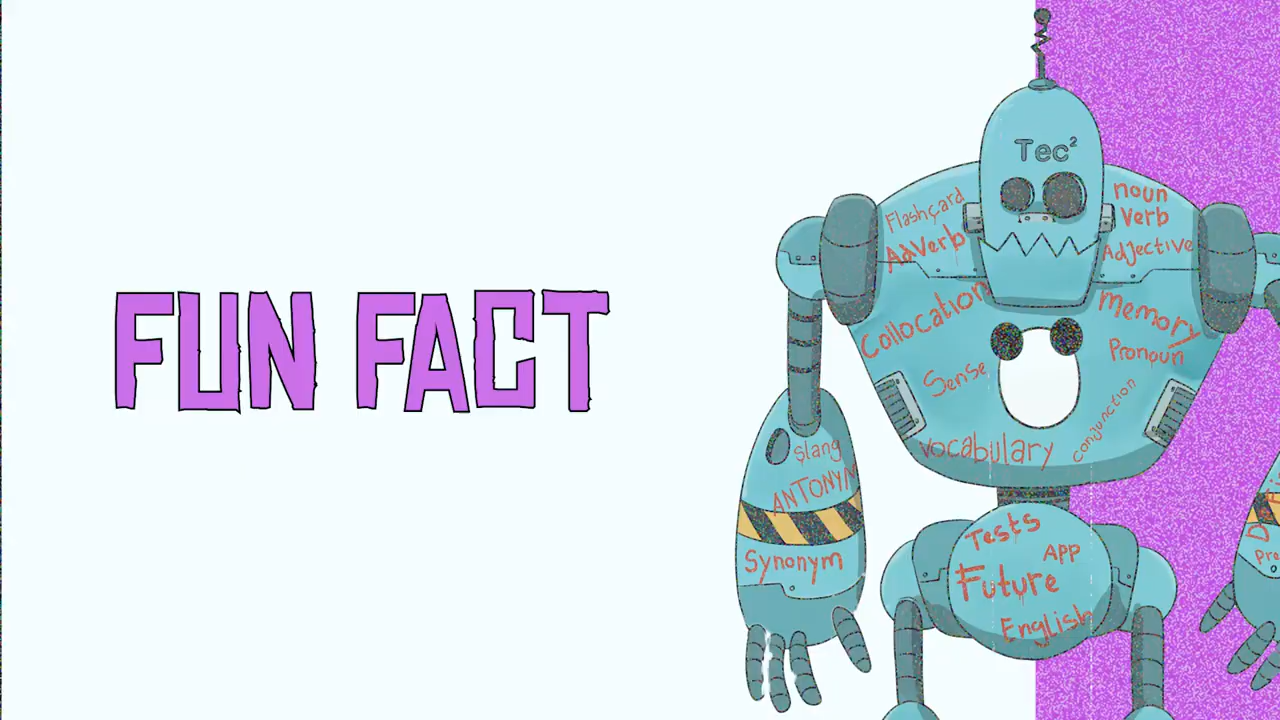 FUN FACT
Tec²
Flashcard
AdVerb
noun
Verb
AdJective
Collocation
Memory
Pronoun
Sense
conjunction
vocabulary
Slang
ANTONYM
Synonym
Tests
APP
Future
English